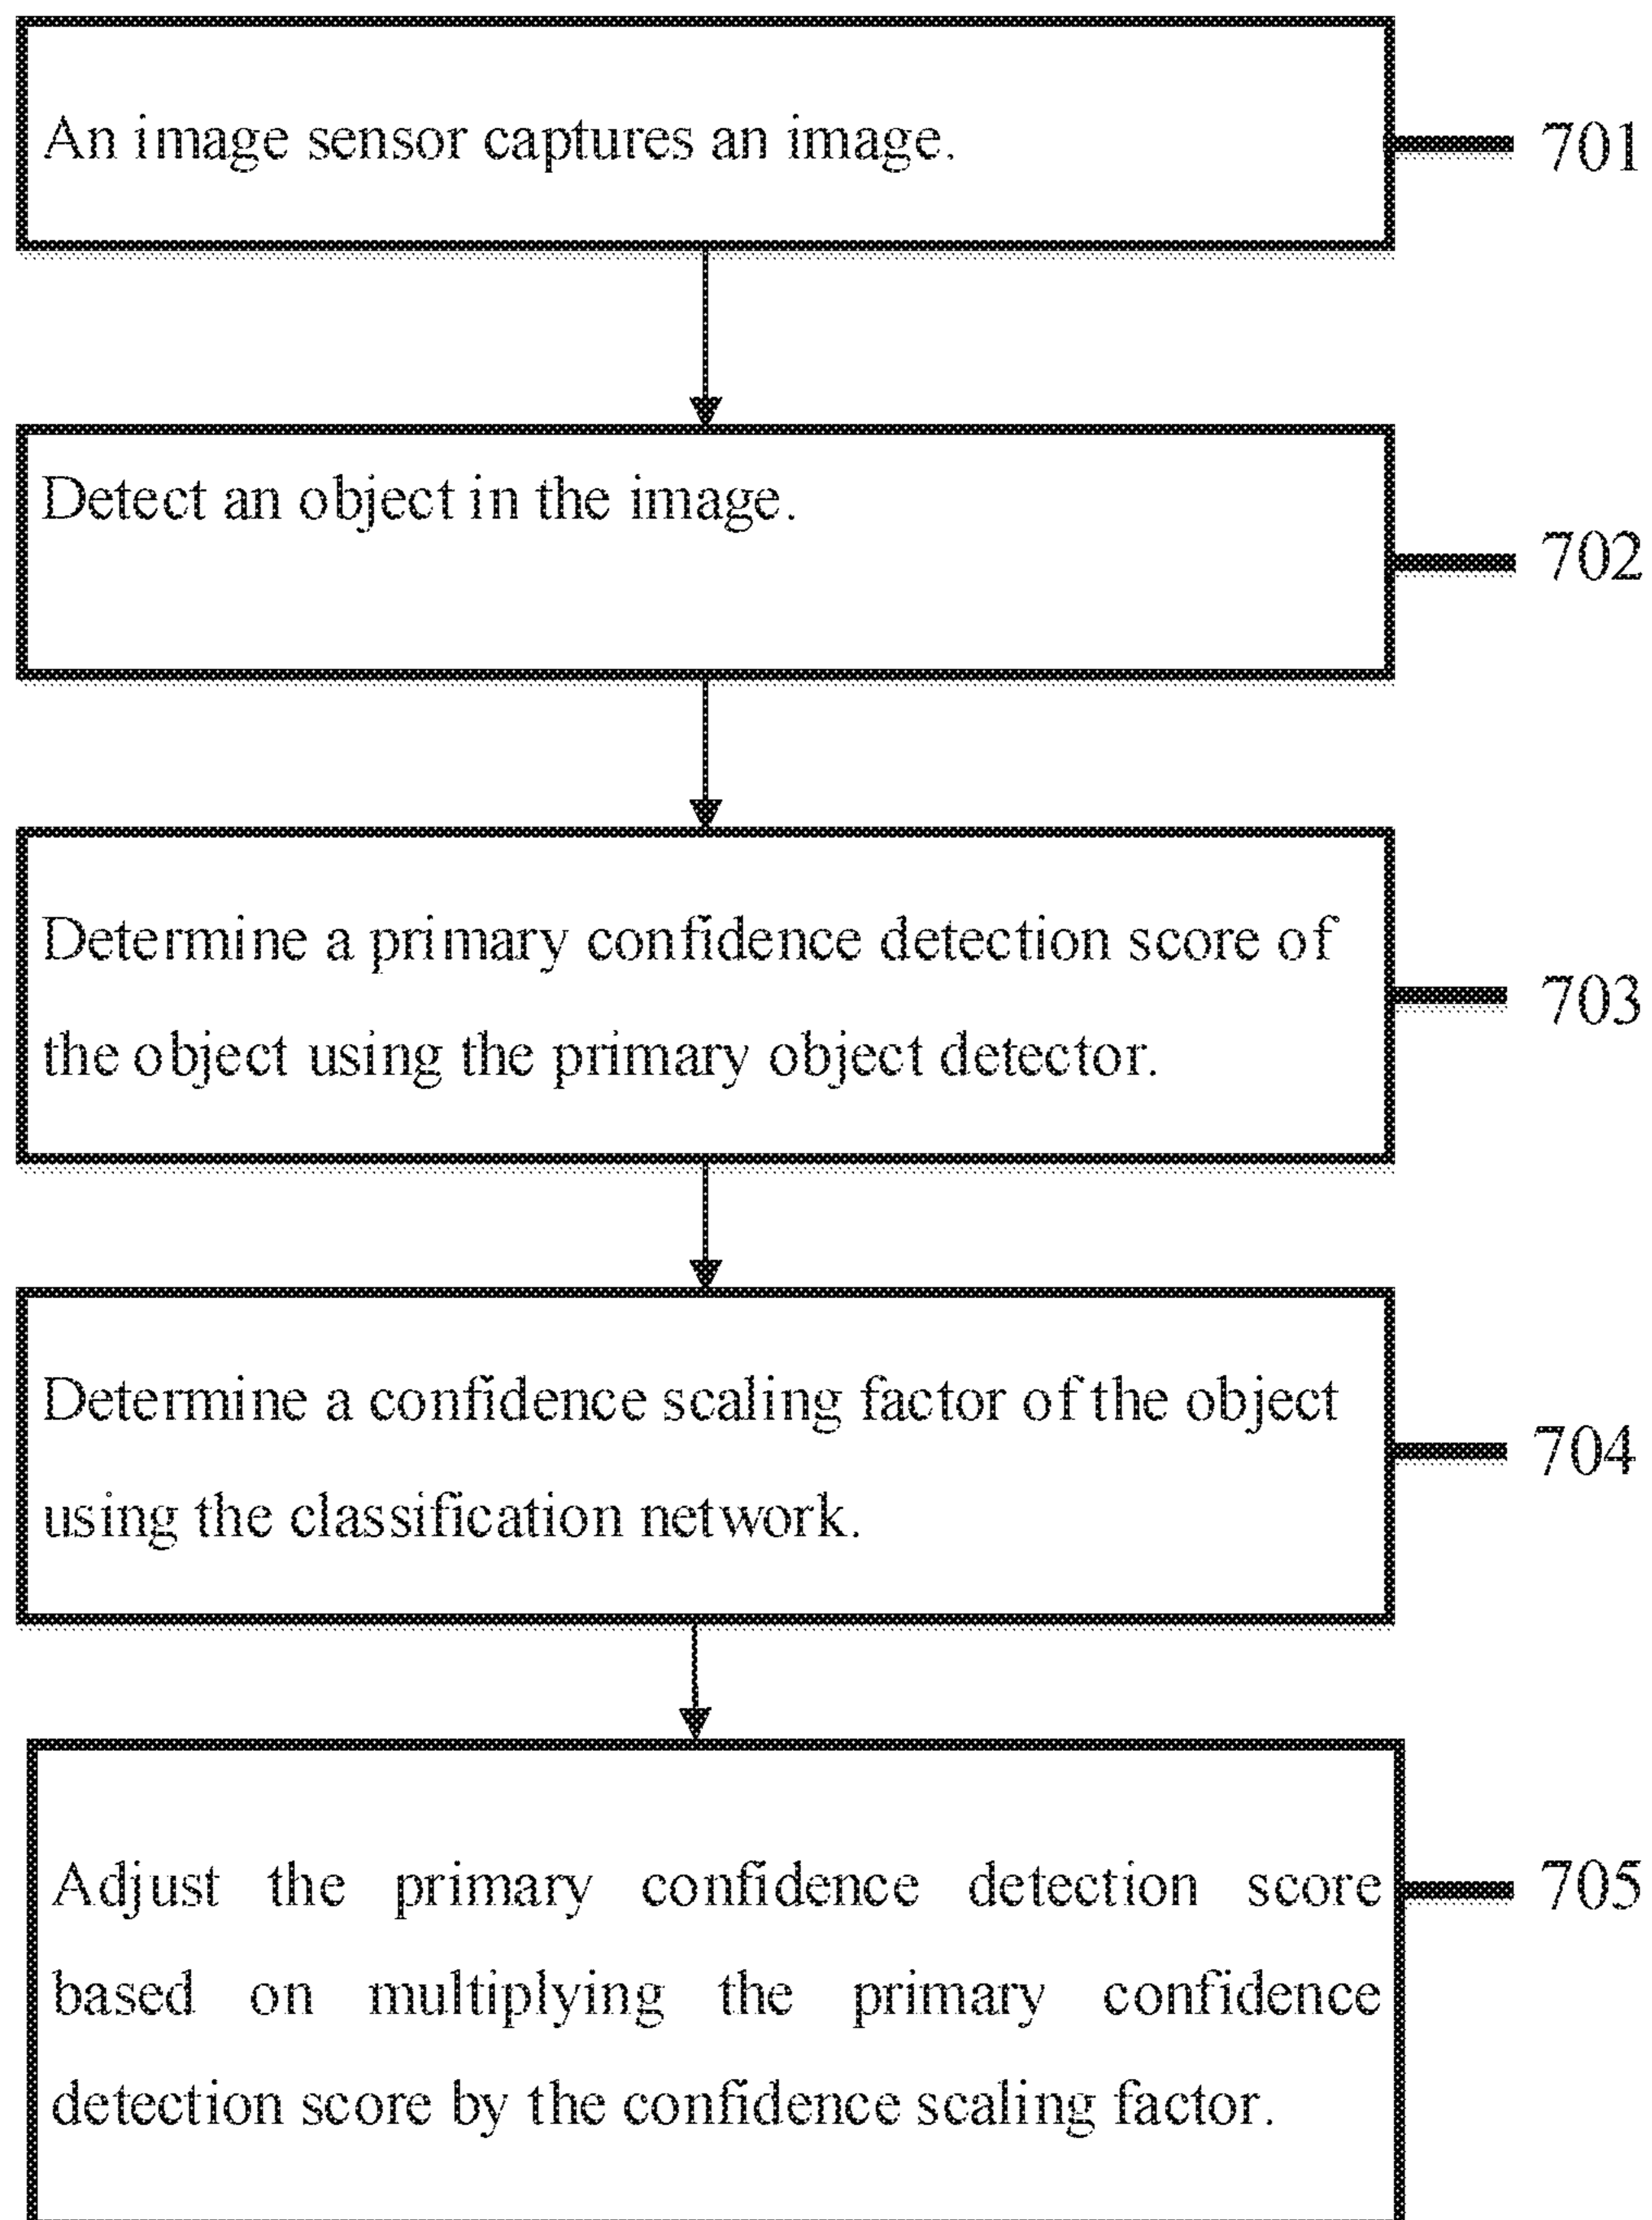 An image sensor captures an image.
701
Detect an object in the image.
702
Determine a primary confidence detection score of
the object using the primary object detector.
703
Determine a confidence scaling factor of the object
using the classification network.
704
Adjust the primary confidence detection score
based on multiplying the primary confidence
detection score by the confidence scaling factor.
705